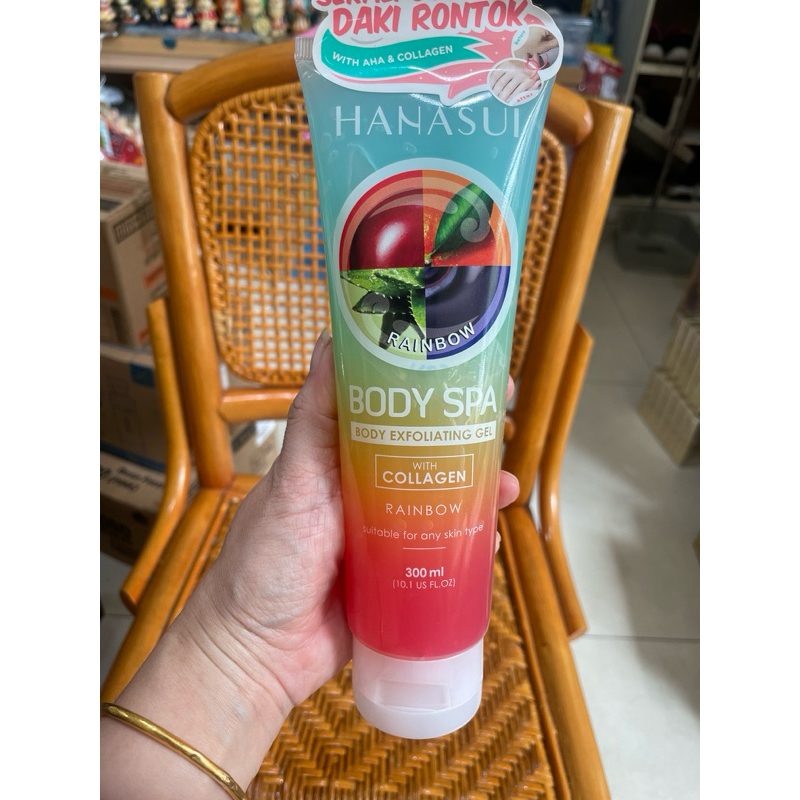 DAKI RONTOK
WITH AHA & COLLAGEN
HANASUI
RAINBOW
BODY SPA
BODY EXFOLIATING GEL
WITH
COLLAGEN
RAINBOW
suitable for any skin type
300 ml
(10.1 US FL.OZ)